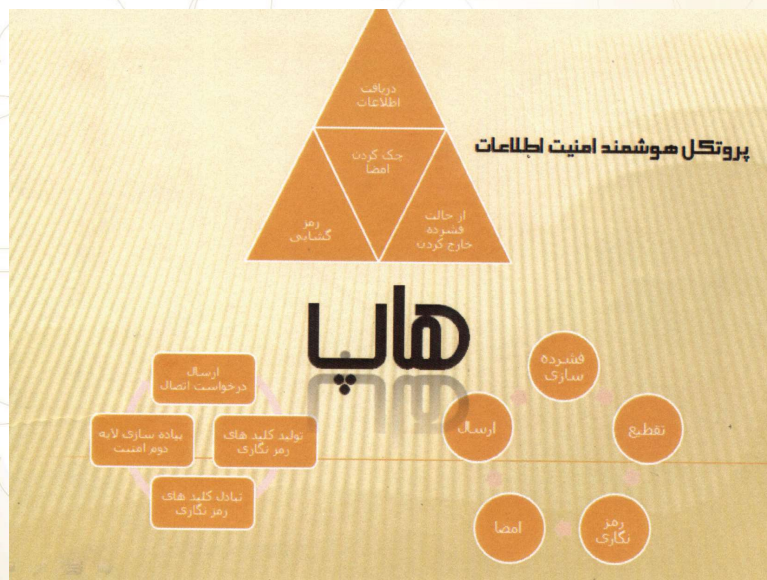 دریافت
اطلاعات
پروتکل هوشمند امنیت اطلاعات
چک کردن
امضا
رمز
گشایی
از حالت
فشرده
خارج کردن
هاپ
ارسال
درخواست اتصال
تولید کلید های
رمز نگاری
تبادل کلید های
رمز نگاری
پیاده سازی لایه
دوم امنیت
فشرده
سازی
تقطیع
رمز
نگاری
امضا
ارسال